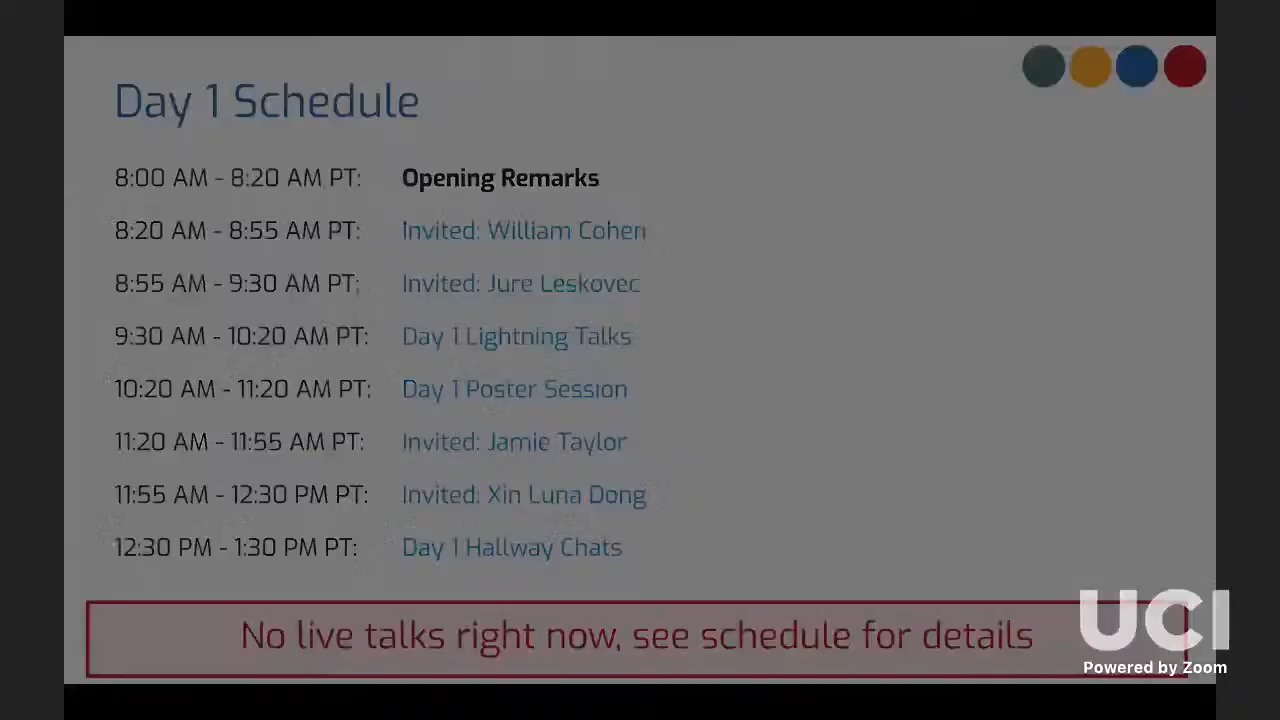 Day 1 Schedule
8:00 AM - 8:20 AM PT: Opening Remarks
8:20 AM - 8:55 AM PT: Invited: William Cohen
8:55 AM - 9:30 AM PT: Invited: Jure Leskovec
9:30 AM - 10:20 AM PT: Day 1 Lightning Talks
10:20 AM - 11:20 AM PT: Day 1 Poster Session
11:20 AM - 11:55 AM PT: Invited: Jamie Taylor
11:55 AM - 12:30 PM PT: Invited: Xin Luna Dong
12:30 PM - 1:30 PM PT: Day 1 Hallway Chats
No live talks right now, see schedule for details
UCI
Powered by Zoom